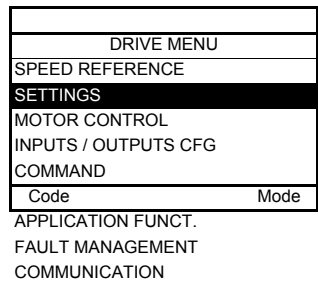 DRIVE MENU
SPEED REFERENCE
SETTINGS
MOTOR CONTROL
INPUTS / OUTPUTS CFG
COMMAND
Code Mode
APPLICATION FUNCT.
FAULT MANAGEMENT
COMMUNICATION